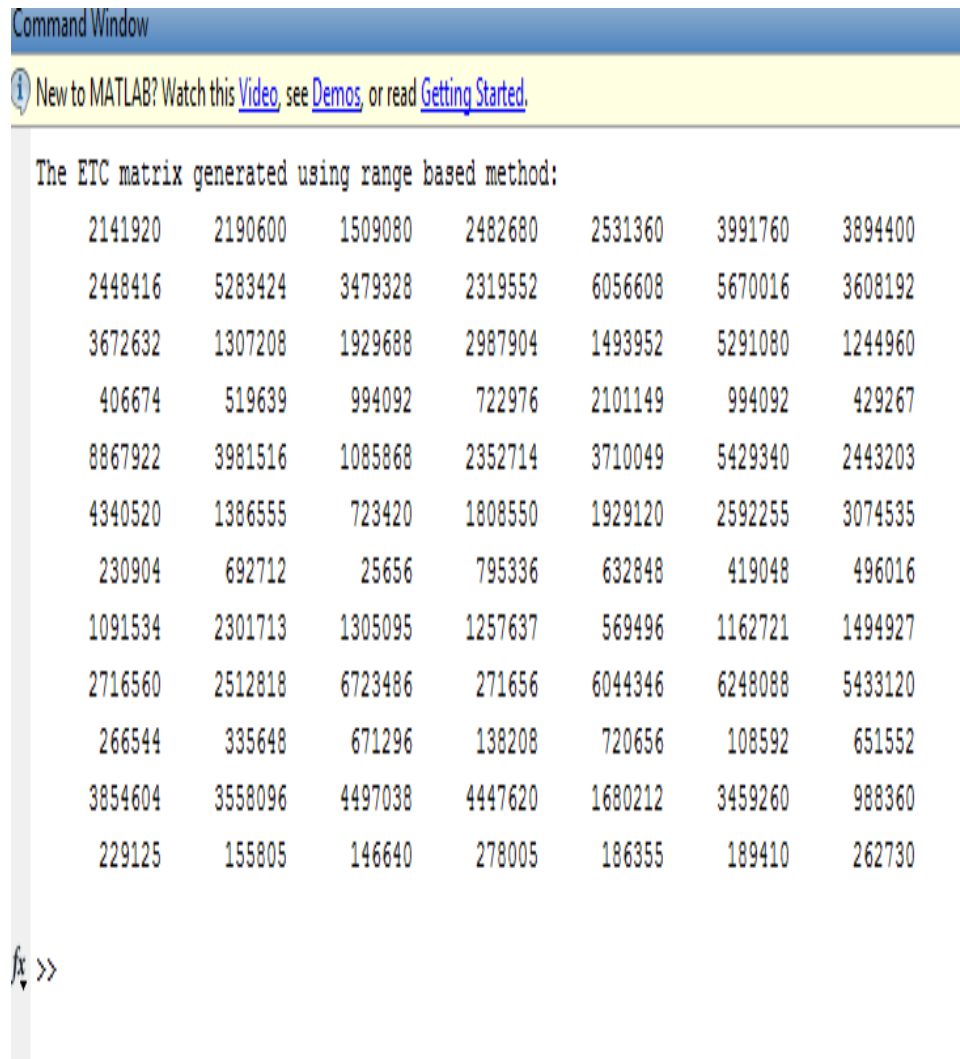 Command Window
New to MATLAB? Watch this Video, see Demos, or read Getting Started.
The ETC matrix generated using range based method:
2141920 2190600 1509080 2482680 2531360 3991760 3894400
2448416 5283424 3479328 2319552 6056608 5670016 3608192
3672632 1307208 1929688 2987904 1493952 5291080 1244960
406674 519639 994092 722976 2101149 994092 429267
8867922 3981516 1085868 2352714 3710049 5429340 2443203
4340520 1386555 723420 1808550 1929120 2592255 3074535
230904 692712 25656 795336 632848 419048 496016
1091534 2301713 1305095 1257637 569496 1162721 1494927
2716560 2512818 6723486 271656 6044346 6248088 5433120
266544 335648 671296 138208 720656 108592 651552
3854604 3558096 4497038 4447620 1680212 3459260 988360
229125 155805 146640 278005 186355 189410 262730
fx >>